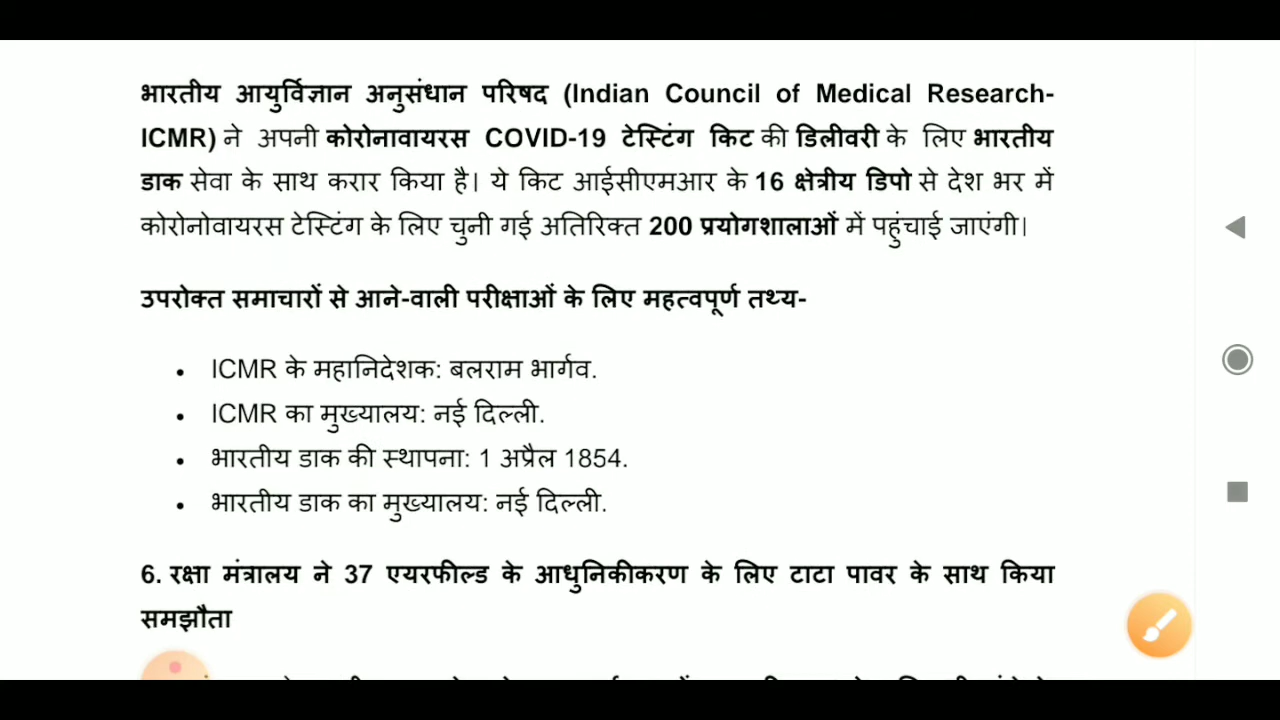 भारतीय आयुर्विज्ञान अनुसंधान परिषद (Indian Council of Medical Research-
ICMR) ने अपनी कोरोनावायरस COVID-19 टेस्टिंग किट की डिलीवरी के लिए भारतीय
डाक सेवा के साथ करार किया है। ये किट आईसीएमआर के 16 क्षेत्रीय डिपो से देश भर में
कोरोनोवायरस टेस्टिंग के लिए चुनी गई अतिरिक्त 200 प्रयोगशालाओं में पहुंचाई जाएंगी।
उपरोक्त समाचारों से आने-वाली परीक्षाओं के लिए महत्वपूर्ण तथ्य-
• ICMR के महानिदेशक: बलराम भार्गव.
• ICMR का मुख्यालय: नई दिल्ली.
• भारतीय डाक की स्थापना: 1 अप्रैल 1854.
• भारतीय डाक का मुख्यालय: नई दिल्ली.
6. रक्षा मंत्रालय ने 37 एयरफील्ड के आधुनिकीकरण के लिए टाटा पावर के साथ किया
समझौता